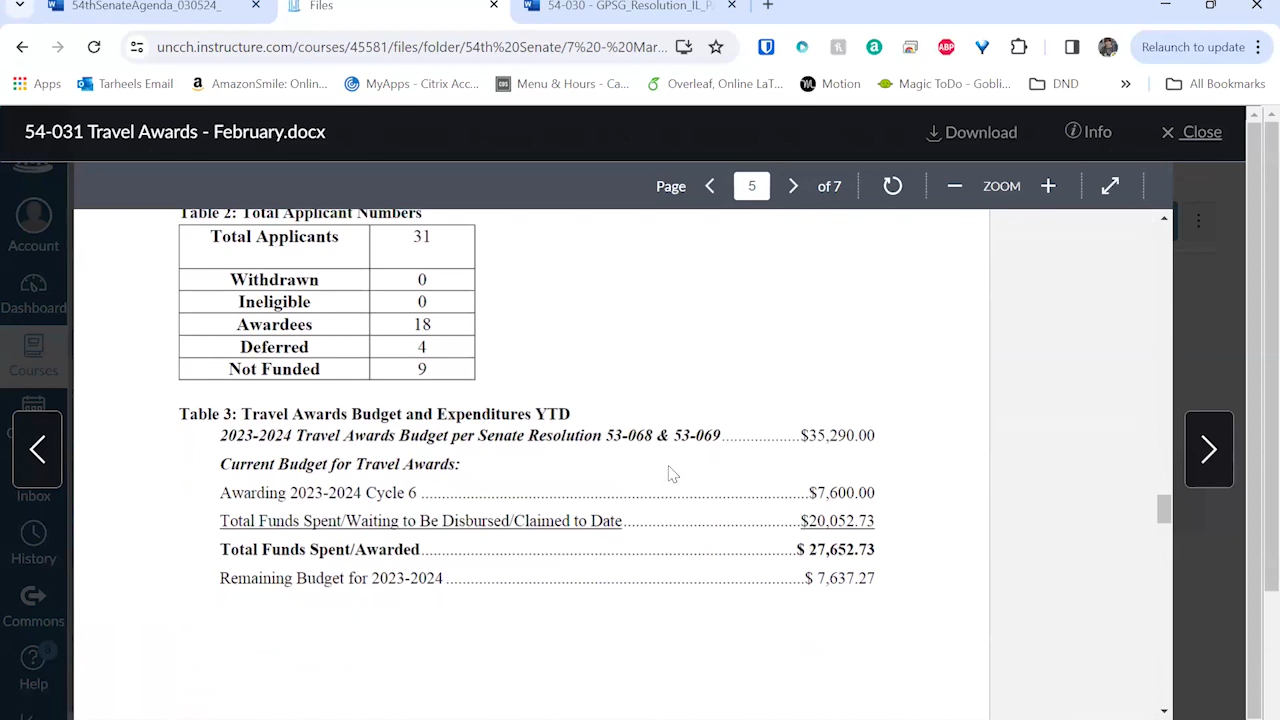 54thSenateAgenda_030524_
Files
54-030 - GPSG_Resolution_IL_P
uncch.instructure.com/courses/45581/files/folder/54th%20Senate/7%20-%20Mar...
Relaunch to update
Apps
Tarheels Email
AmazonSmile: Onlin...
MyApps - Citrix Acc...
Menu & Hours - Ca...
Overleaf, Online LaT...
Motion
Magic ToDo - Gobli...
DND
»
All Bookmarks
54-031 Travel Awards - February.docx
Download
Info
Close
Page 5 of 7
ZOOM
Account
Dashboard
Courses
Inbox
History
Commons
Help
Table 2: Total Applicant Numbers
Total Applicants 31
Withdrawn 0
Ineligible 0
Awardees 18
Deferred 4
Not Funded 9
Table 3: Travel Awards Budget and Expenditures YTD
2023-2024 Travel Awards Budget per Senate Resolution 53-068 & 53-069.................$35,290.00
Current Budget for Travel Awards:
Awarding 2023-2024 Cycle 6 ........................................$7,600.00
Total Funds Spent/Waiting to Be Disbursed/Claimed to Date........................................$20,052.73
Total Funds Spent/Awarded........................................$ 27,652.73
Remaining Budget for 2023-2024 ........................................$ 7,637.27